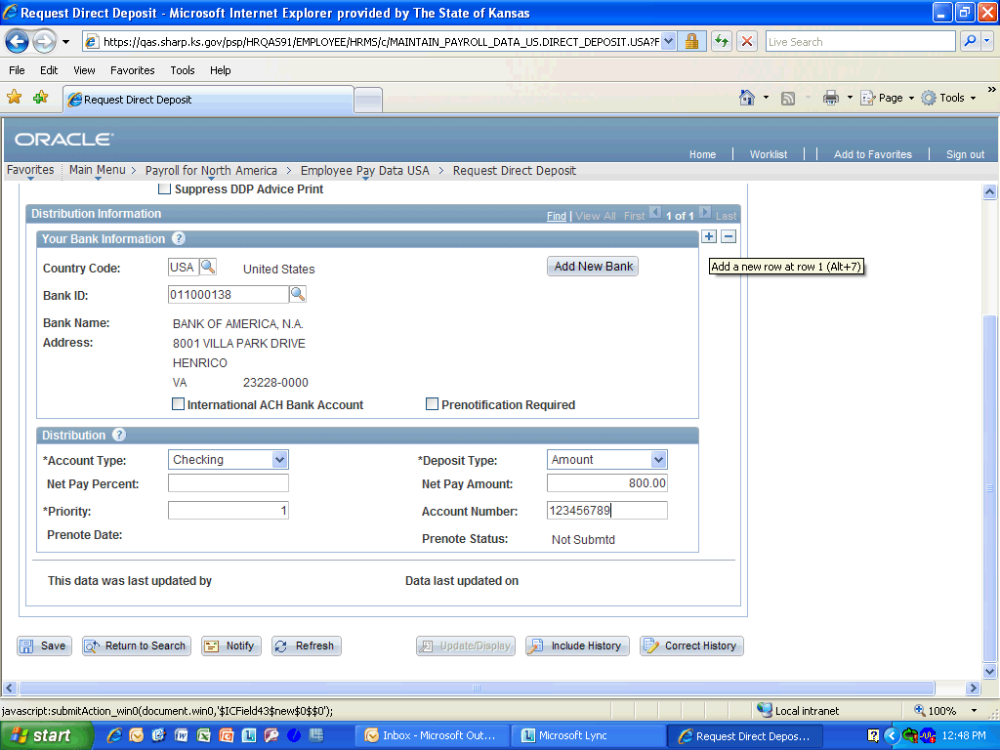 Request Direct Deposit - Microsoft Internet Explorer provided by The State of Kansas
https://qas.sharp.ks.gov/psp/HRQAS91/EMPLOYEE/HRMS/c/MAINTAIN_PAYROLL_DATA_US.DIRECT_DEPOSIT.USA?F
Live Search
File Edit View Favorites Tools Help
Request Direct Deposit
Page Tools »
ORACLE
Home Worklist Add to Favorites Sign out
Favorites Main Menu > Payroll for North America > Employee Pay Data USA > Request Direct Deposit
Suppress DDP Advice Print
Distribution Information Find | View All First 1 of 1 Last
Your Bank Information ?
Country Code: USA United States Add New Bank
Add a new row at row 1 (Alt+7)
Bank ID: 011000138
Bank Name: BANK OF AMERICA, N.A.
Address: 8001 VILLA PARK DRIVE
HENRICO
VA 23228-0000
International ACH Bank Account Prenotification Required
Distribution ?
*Account Type: Checking *Deposit Type: Amount
Net Pay Percent: Net Pay Amount: 800.00
*Priority: 1 Account Number: 123456789
Prenote Date: Prenote Status: Not Submtd
This data was last updated by Data last updated on
Save Return to Search Notify Refresh Update/Display Include History Correct History
javascript:submitAction_win0(document.win0,'$ICField43$new$0$$0'); Local intranet 100%
start Inbox - Microsoft Out... Microsoft Lync Request Direct Depos... 12:48 PM